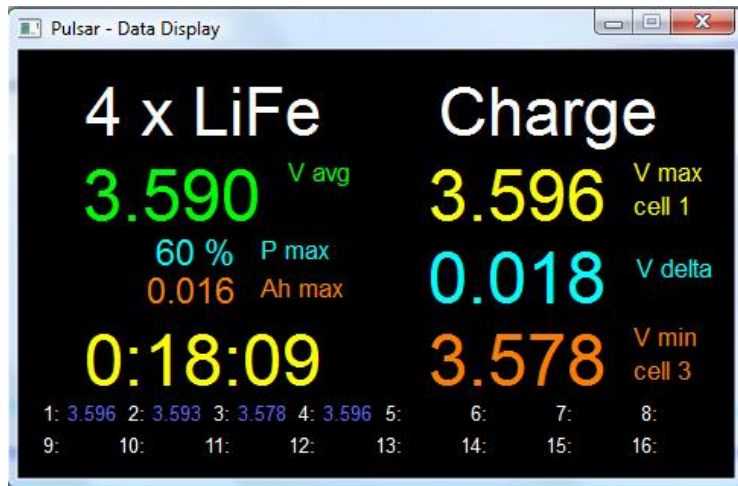 Pulsar - Data Display
4 x LiFe Charge
3.590 V avg 3.596 V max
cell 1
60 % P max
0.016 Ah max
0.018 V delta
0:18:09 3.578 V min
cell 3
1: 3.596 2: 3.593 3: 3.578 4: 3.596 5: 6: 7: 8:
9: 10: 11: 12: 13: 14: 15: 16: